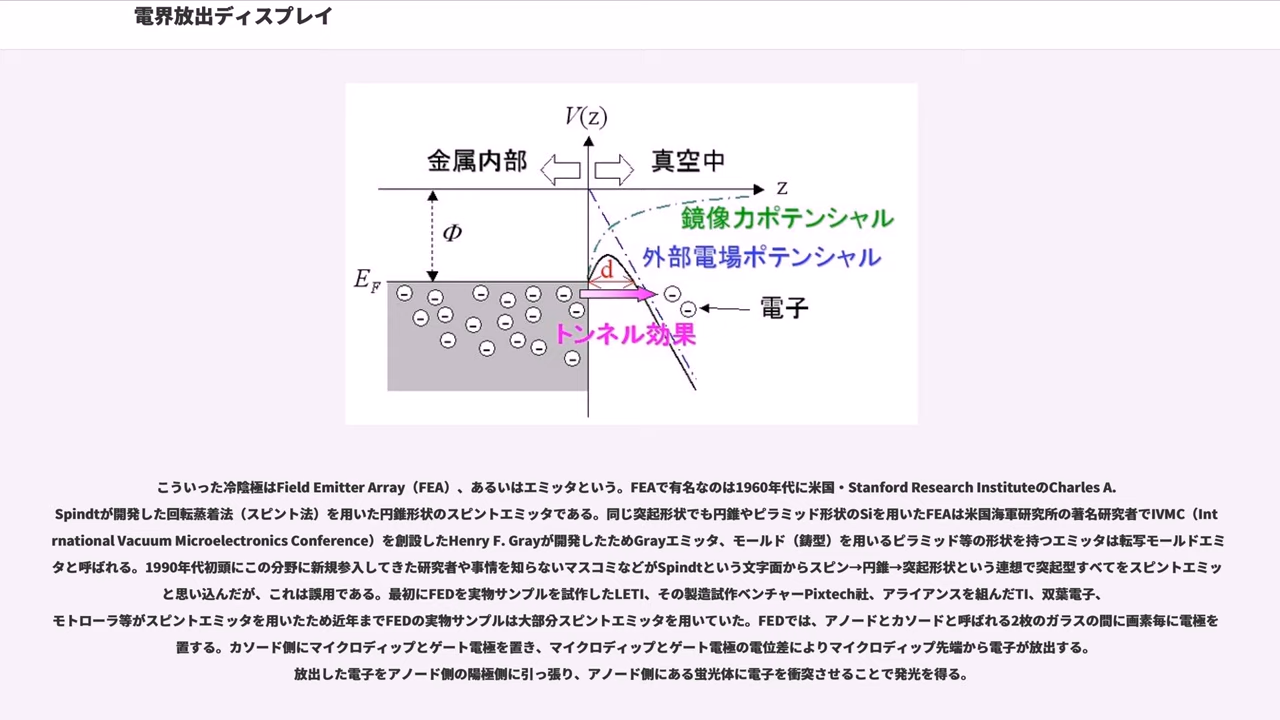 電界放出ディスプレイ
V(z)
金属内部
真空中
z
鏡像力ポテンシャル
Φ
外部電場ポテンシャル
d
EF
電子
トンネル効果
こういった冷陰極はField Emitter Array（FEA）、あるいはエミッタという。FEAで有名なのは1960年代に米国・Stanford Research InstituteのCharles A.
Spindtが開発した回転蒸着法（スピント法）を用いた円錐形状のスピントエミッタである。同じ突起形状でも円錐やピラミッド形状のSiを用いたFEAは米国海軍研究所の著名研究者でIVMC（Int
rnational Vacuum Microelectronics Conference）を創設したHenry F. Grayが開発したためGrayエミッタ、モールド（鋳型）を用いるピラミッド等の形状を持つエミッタは転写モールドエミ
タと呼ばれる。1990年代初頭にこの分野に新規参入してきた研究者や事情を知らないマスコミなどがSpindtという文字面からスピン→円錐→突起形状という連想で突起型すべてをスピントエミッ
と思い込んだが、これは誤用である。最初にFEDを実物サンプルを試作したLETI、その製造試作ベンチャーPixtech社、アライアンスを組んだTI、双葉電子、
モトローラ等がスピントエミッタを用いたため近年までFEDの実物サンプルは大部分スピントエミッタを用いていた。FEDでは、アノードとカソードと呼ばれる2枚のガラスの間に画素毎に電極を
置する。カソード側にマイクロディップとゲート電極を置き、マイクロディップとゲート電極の電位差によりマイクロディップ先端から電子が放出する。
放出した電子をアノード側の陽極側に引っ張り、アノード側にある蛍光体に電子を衝突させることで発光を得る。